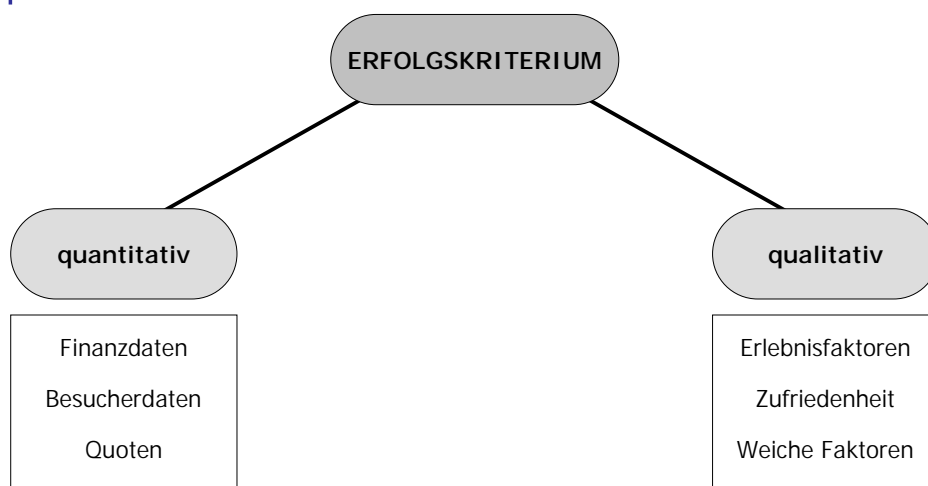 ERFOLGSKRITERIUM
quantitativ
Finanzdaten
Besucherdaten
Quoten
qualitativ
Erlebnisfaktoren
Zufriedenheit
Weiche Faktoren